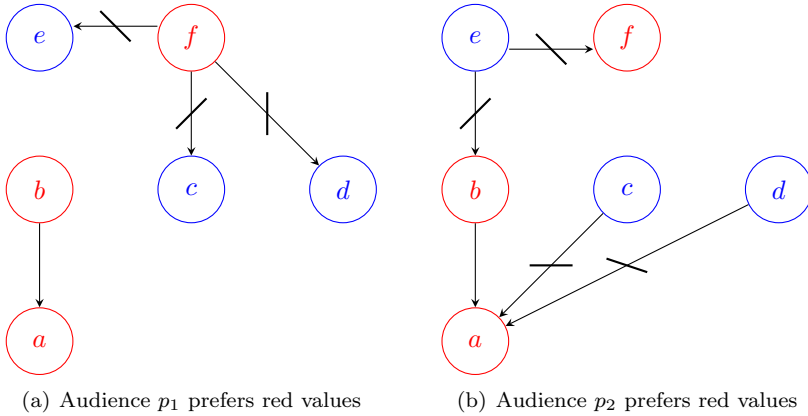 e f e f
b c d b c d
a a
(a) Audience p₁ prefers red values (b) Audience p₂ prefers red values